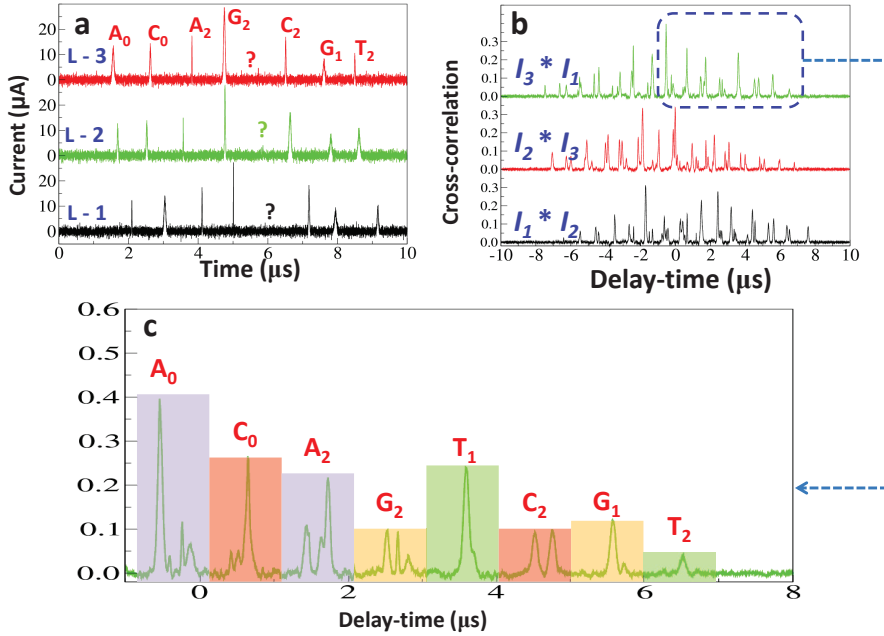 a
A0 C0 A2 G2 C2 G1 T2
L - 3
?
L - 2
?
L - 1
?
20
10
0
20
10
0
20
10
0
Current (μA)
0 2 4 6 8 10
Time (μs)
b
I3 * I1
I2 * I3
I1 * I2
0.3
0.2
0.1
0.0
0.3
0.2
0.1
0.0
0.3
0.2
0.1
0.0
Cross-correlation
-10 -8 -6 -4 -2 0 2 4 6 8 10
Delay-time (μs)
c
A0 C0 A2 G2 T1 C2 G1 T2
0.6
0.5
0.4
0.3
0.2
0.1
0.0
0 2 4 6 8
Delay-time (μs)